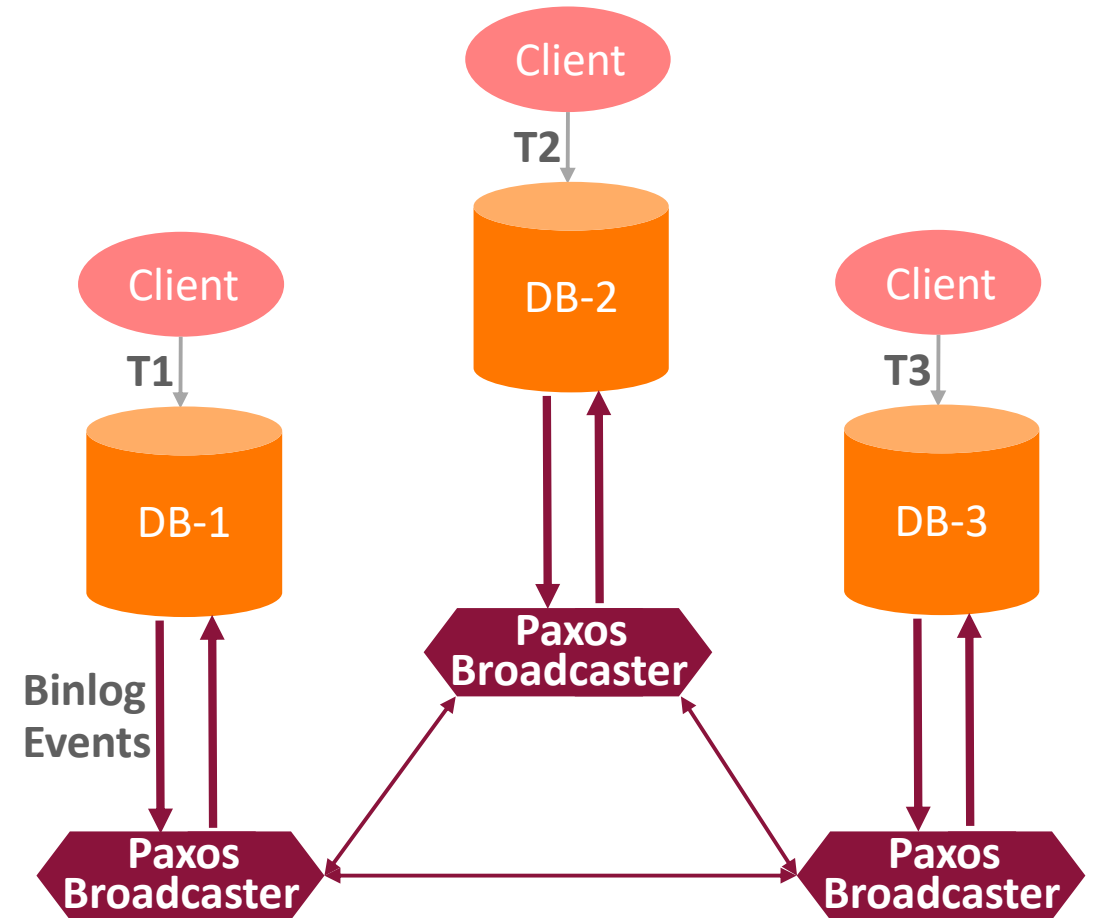 Client
T2
DB-2
Client
T1
DB-1
Client
T3
DB-3
Binlog
Events
Paxos
Broadcaster
Paxos
Broadcaster
Paxos
Broadcaster